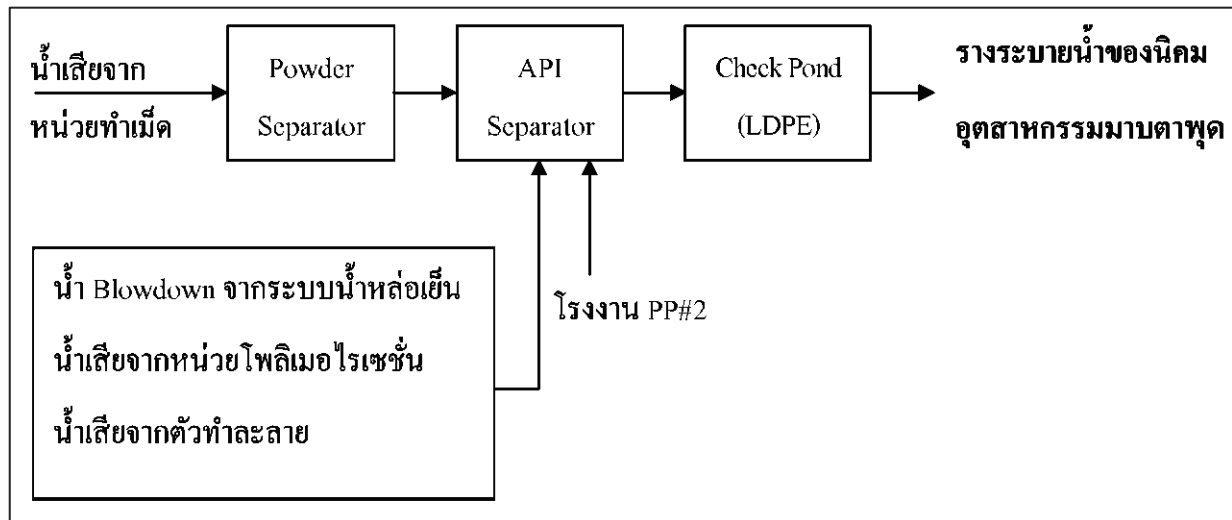 น้ำเสียจาก
หน่วยทำเม็ด
Powder
Separator
API
Separator
Check Pond
(LDPE)
รางระบายน้ำของนิคม
อุตสาหกรรมมาบตาพุด
น้ำ Blowdown จากระบบน้ำหล่อเย็น
น้ำเสียจากหน่วยโพลิเมอไรเซชั่น
น้ำเสียจากตัวทำละลาย
โรงงาน PP#2